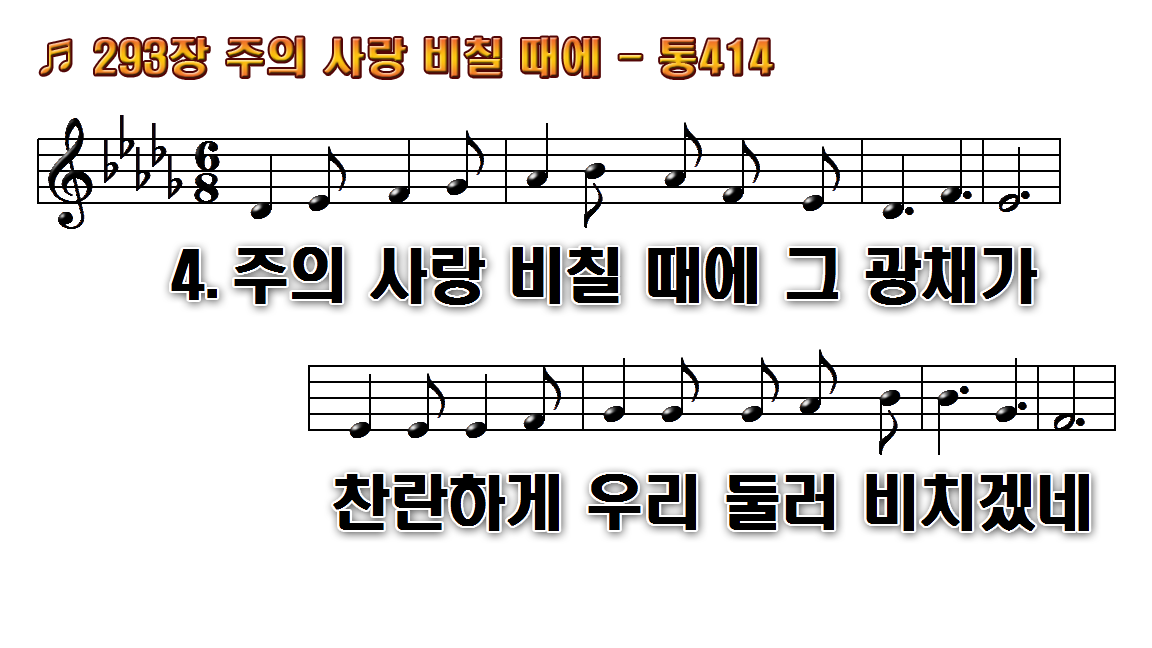 ♬ 293장 주의 사랑 비칠 때에 - 통414
6
8
4. 주의 사랑 비칠 때에 그 광채가
찬란하게 우리 둘러 비치겠네